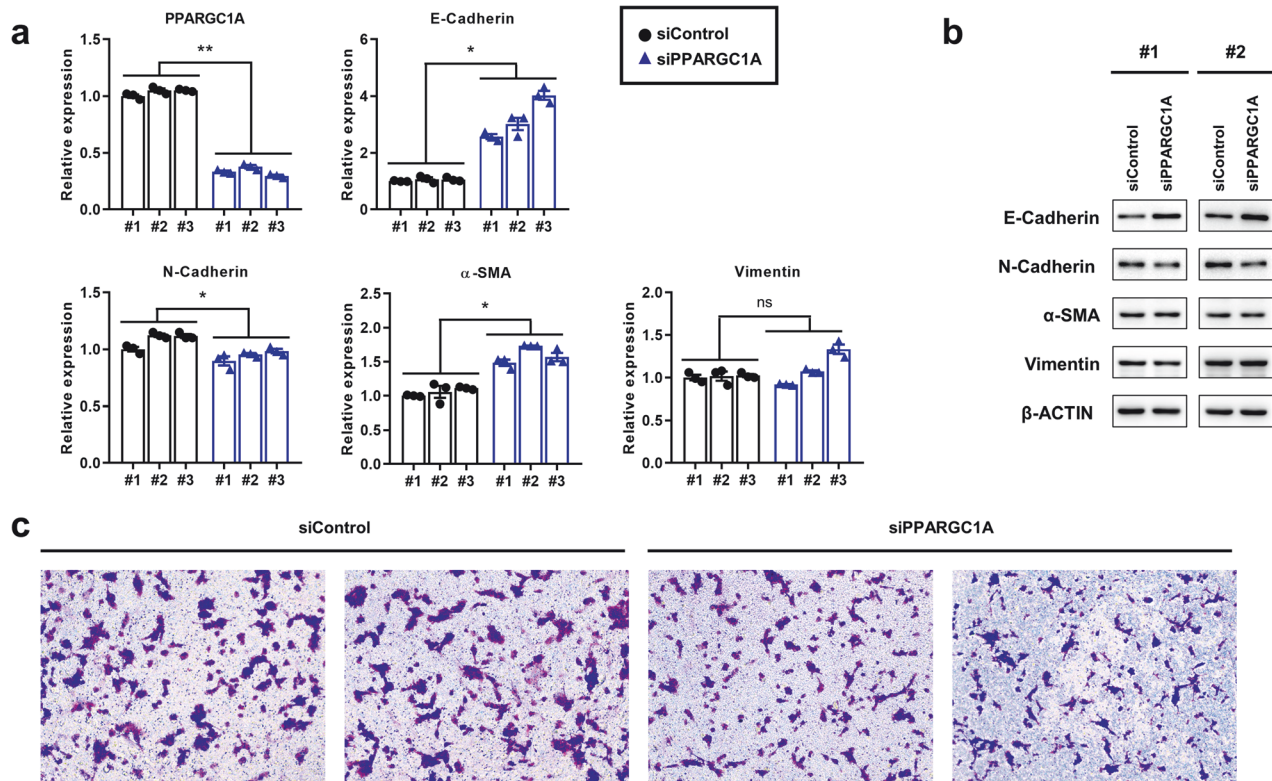 a
PPARGC1A
Relative expression
1.5
1.0
0.5
0.0
**
#1 #2 #3 #1 #2 #3
E-Cadherin
Relative expression
6
4
2
0
*
#1 #2 #3 #1 #2 #3
siControl
siPPARGC1A
N-Cadherin
Relative expression
1.5
1.0
0.5
0.0
*
#1 #2 #3 #1 #2 #3
α-SMA
Relative expression
2.5
2.0
1.5
1.0
0.5
0.0
*
#1 #2 #3 #1 #2 #3
Vimentin
Relative expression
2.0
1.5
1.0
0.5
0.0
ns
#1 #2 #3 #1 #2 #3
b
#1 #2
siControl siPPARGC1A siControl siPPARGC1A
E-Cadherin
N-Cadherin
α-SMA
Vimentin
β-ACTIN
c
siControl siPPARGC1A